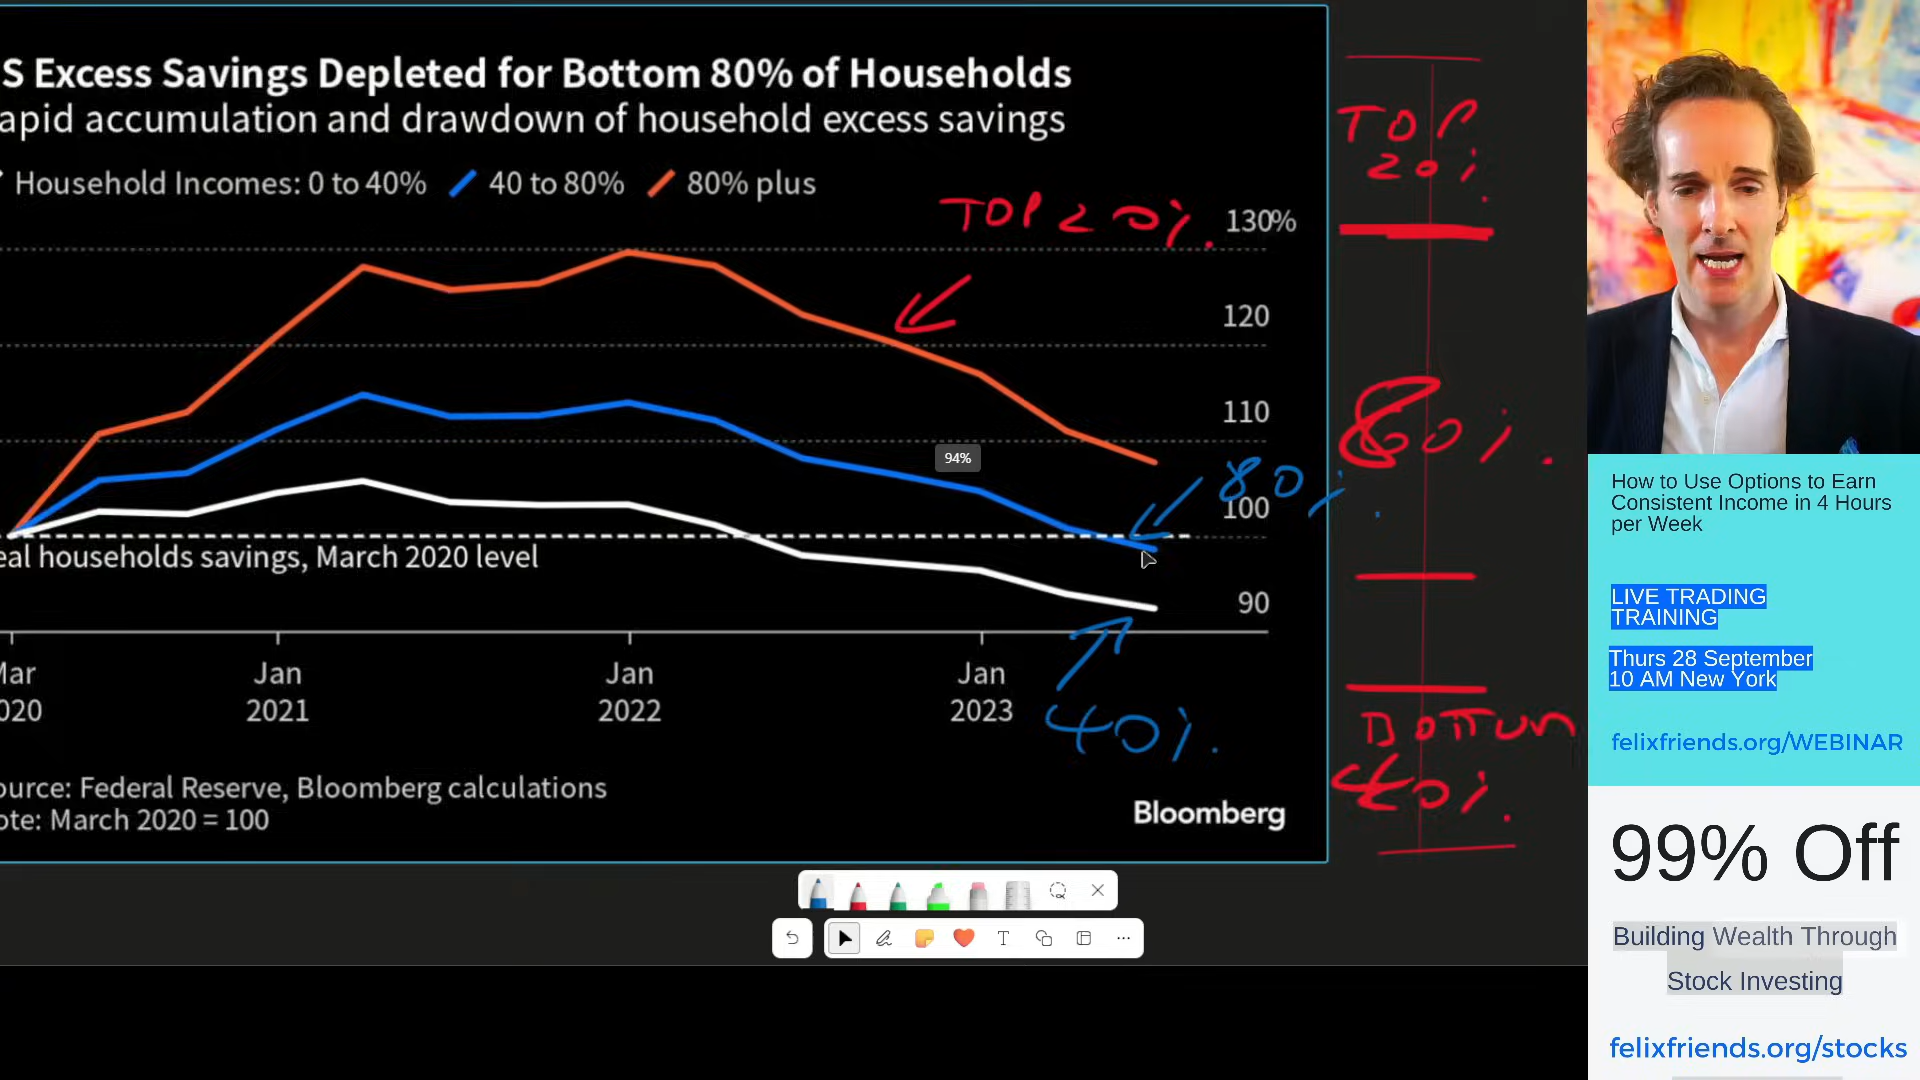 S Excess Savings Depleted for Bottom 80% of Households
apid accumulation and drawdown of household excess savings
Household Incomes: 0 to 40% 40 to 80% 80% plus
TOP 20%.
130%
120
110
94%
80%.
100
eal households savings, March 2020 level
90
Mar
020
Jan
2021
Jan
2022
Jan
2023
40%.
ource: Federal Reserve, Bloomberg calculations
ote: March 2020 = 100
Bloomberg
TOP
20%.
80%.
BOTTOM
40%.
T
How to Use Options to Earn
Consistent Income in 4 Hours
per Week
LIVE TRADING
TRAINING
Thurs 28 September
10 AM New York
felixfriends.org/WEBINAR
99% Off
Building Wealth Through
Stock Investing
felixfriends.org/stocks